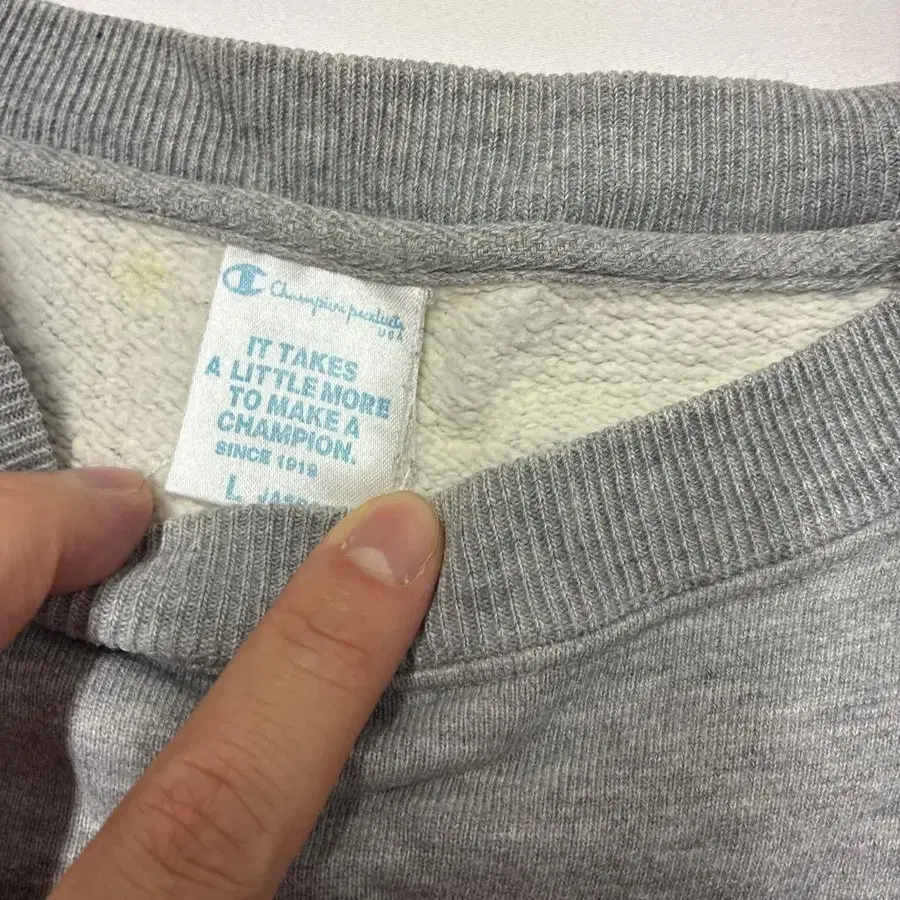 Champion products
USA
IT TAKES
A LITTLE MORE
TO MAKE A
CHAMPION.
SINCE 1919
L